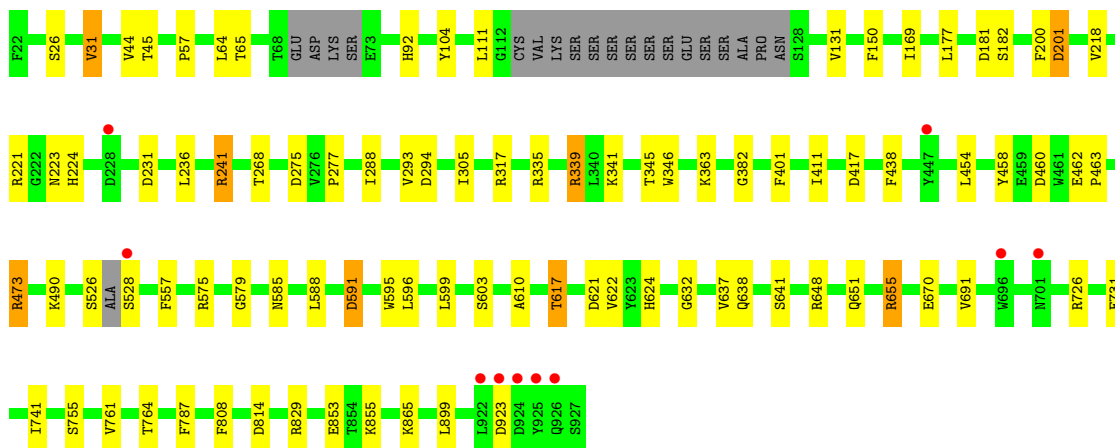 F22 S26 V31 V44 T45 P57 L64 T65 T68 GLU ASP LYS SER E73 H92 Y104 L111 G112 CYS VAL LYS SER SER SER SER SER SER GLU SER SER ALA PRO ASN S128 V131 F150 I169 L177 D181 S182 F200 D201 V218
R221 G222 N223 H224 D228 D231 L236 R241 T268 D275 V276 P277 I288 V293 D294 I305 R317 R335 R339 L340 K341 T345 W346 K363 G382 F401 I411 D417 F438 Y447 L454 Y458 E459 D460 W461 E462 P463
R473 K490 S526 ALA S528 F557 R575 G579 N585 L588 D591 W595 L596 L599 S603 A610 T617 D621 V622 Y623 H624 G632 V637 Q638 S641 R648 Q651 R655 E670 V691 W696 N701 R726
I741 S755 V761 T764 F787 F808 D814 R829 E853 T854 K855 K865 L899 L922 D923 D924 Y925 Q926 S927